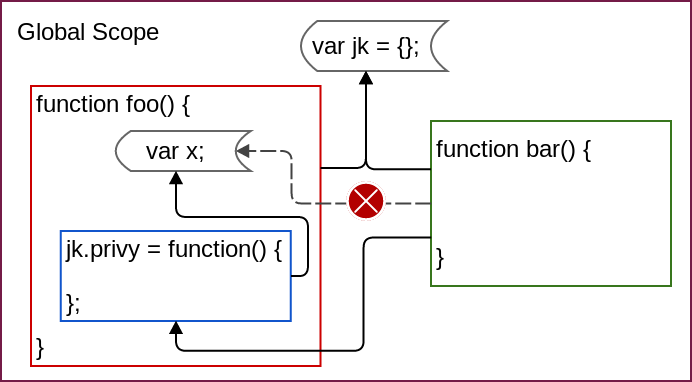 Global Scope
var jk = {};
function foo() {
var x;
function bar() {
jk.privy = function() {
}
};
}